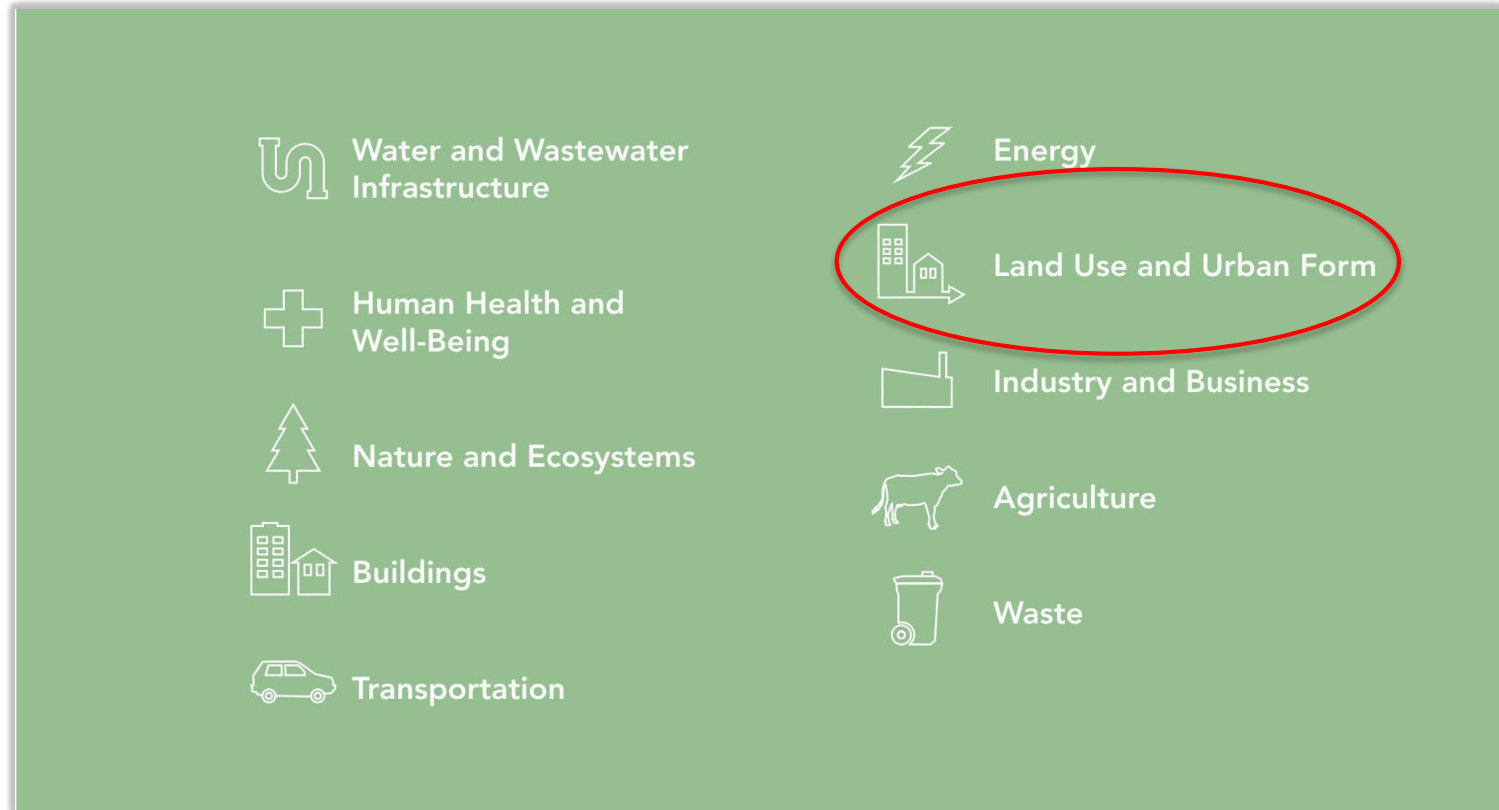 Water and Wastewater
Infrastructure
Human Health and
Well-Being
Nature and Ecosystems
Buildings
Transportation
Energy
Land Use and Urban Form
Industry and Business
Agriculture
Waste